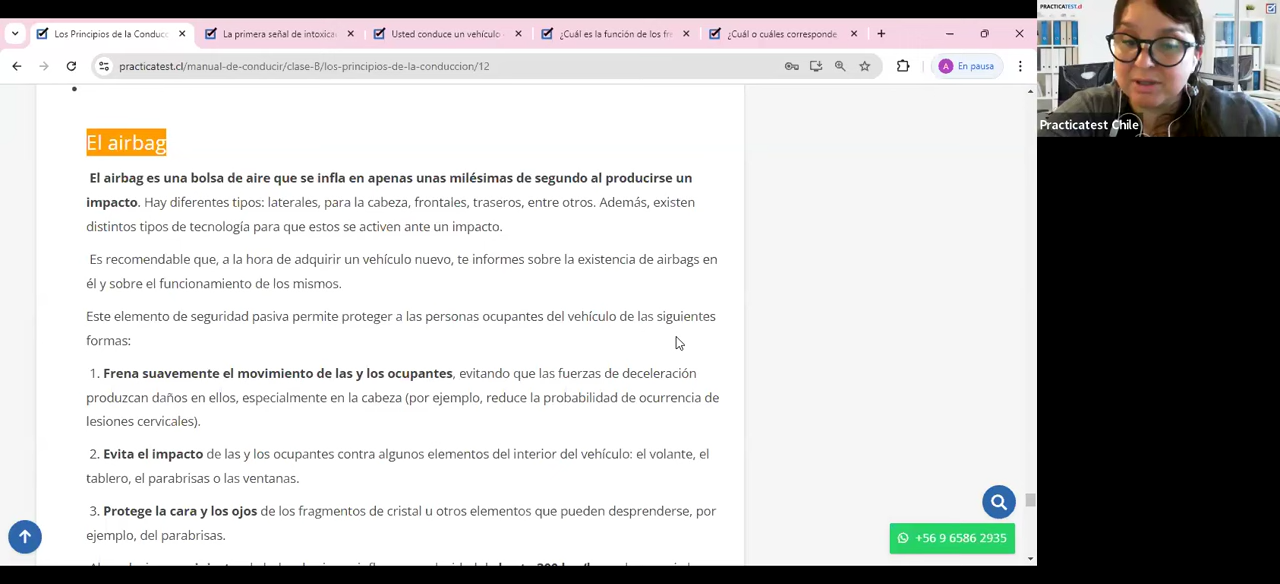 Los Principios de la Conducc
La primera señal de intoxica
Usted conduce un vehículo
¿Cuál es la función de los fre
¿Cuál o cuáles corresponde
practicatest.cl/manual-de-conducir/clase-B/los-principios-de-la-conduccion/12
A
En pausa
PRACTICATEST.cl
Practicatest Chile
El airbag
El airbag es una bolsa de aire que se infla en apenas unas milésimas de segundo al producirse un
impacto. Hay diferentes tipos: laterales, para la cabeza, frontales, traseros, entre otros. Además, existen
distintos tipos de tecnología para que estos se activen ante un impacto.
Es recomendable que, a la hora de adquirir un vehículo nuevo, te informes sobre la existencia de airbags en
él y sobre el funcionamiento de los mismos.
Este elemento de seguridad pasiva permite proteger a las personas ocupantes del vehículo de las siguientes
formas:
1. Frena suavemente el movimiento de las y los ocupantes, evitando que las fuerzas de deceleración
produzcan daños en ellos, especialmente en la cabeza (por ejemplo, reduce la probabilidad de ocurrencia de
lesiones cervicales).
2. Evita el impacto de las y los ocupantes contra algunos elementos del interior del vehículo: el volante, el
tablero, el parabrisas o las ventanas.
3. Protege la cara y los ojos de los fragmentos de cristal u otros elementos que pueden desprenderse, por
ejemplo, del parabrisas.
+56 9 6586 2935